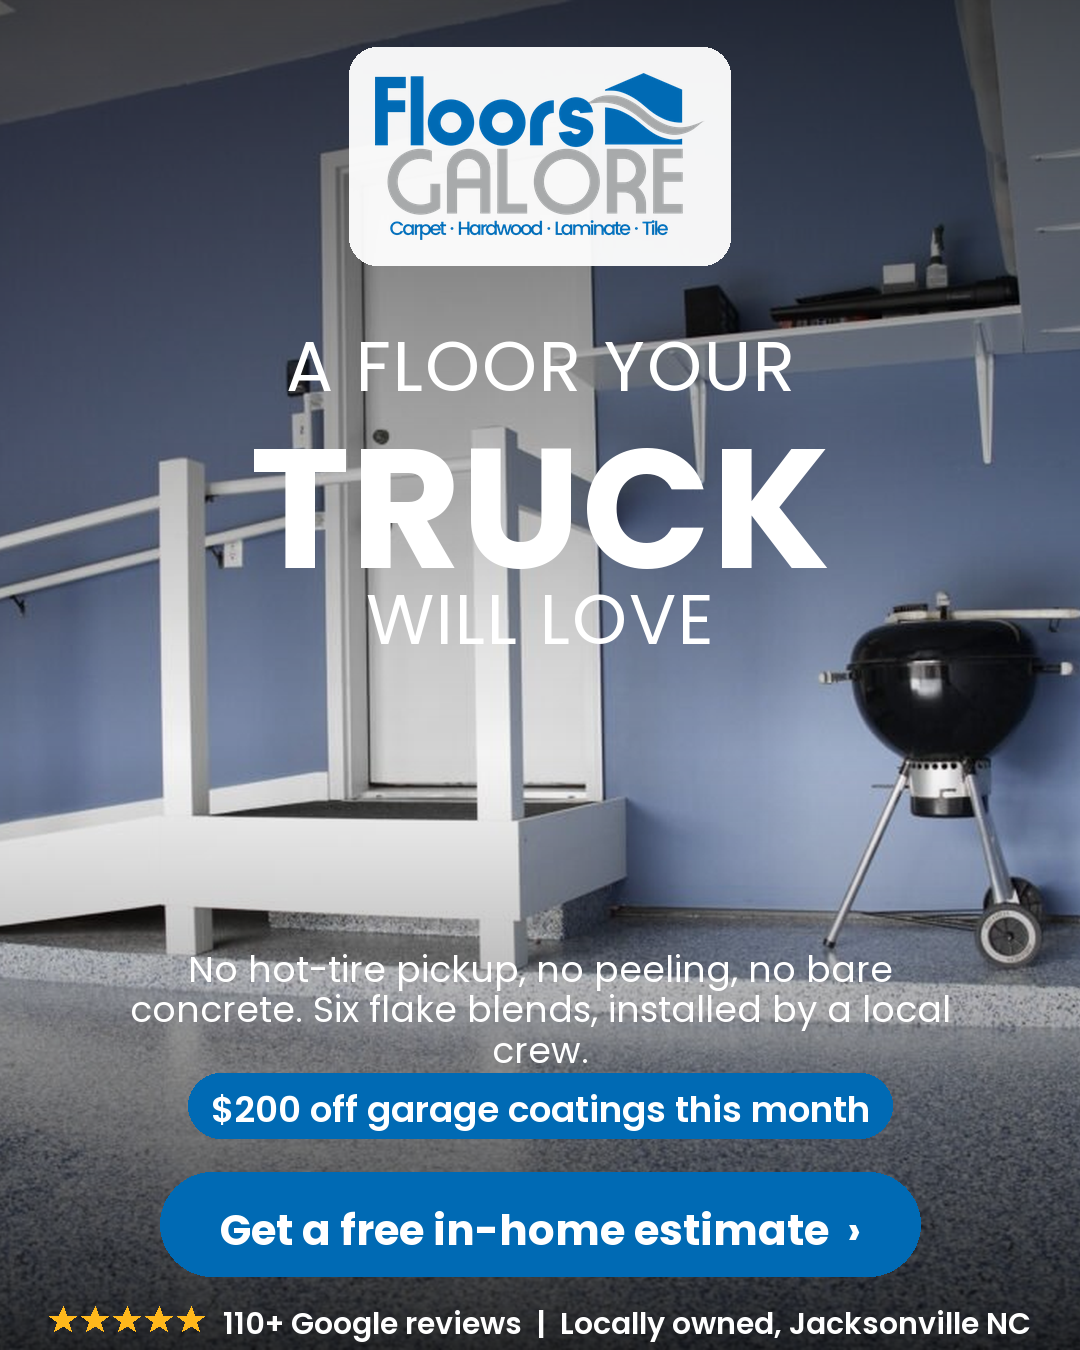 Floors
GALORE
Carpet · Hardwood · Laminate · Tile
A FLOOR YOUR
TRUCK
WILL LOVE
No hot-tire pickup, no peeling, no bare
concrete. Six flake blends, installed by a local
crew.
$200 off garage coatings this month
Get a free in-home estimate ›
★★★★★ 110+ Google reviews | Locally owned, Jacksonville NC